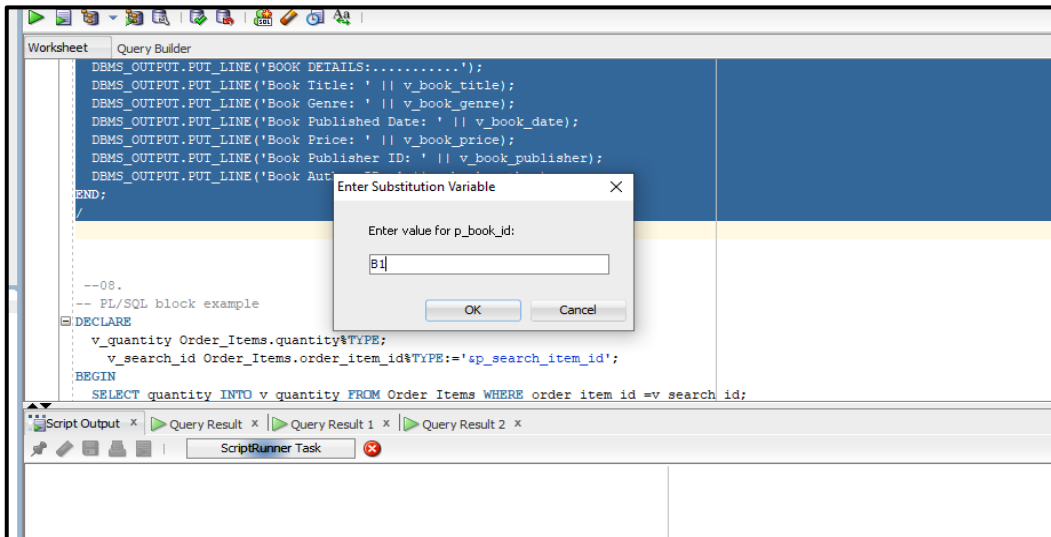 Worksheet Query Builder
DBMS_OUTPUT.PUT_LINE('BOOK DETAILS:...........');
DBMS_OUTPUT.PUT_LINE('Book Title: ' || v_book_title);
DBMS_OUTPUT.PUT_LINE('Book Genre: ' || v_book_genre);
DBMS_OUTPUT.PUT_LINE('Book Published Date: ' || v_book_date);
DBMS_OUTPUT.PUT_LINE('Book Price: ' || v_book_price);
DBMS_OUTPUT.PUT_LINE('Book Publisher ID: ' || v_book_publisher);
DBMS_OUTPUT.PUT_LINE('Book Aut
END;
/
Enter Substitution Variable
Enter value for p_book_id:
B1
OK Cancel
--08.
-- PL/SQL block example
DECLARE
v_quantity Order_Items.quantity%TYPE;
v_search_id Order_Items.order_item_id%TYPE:='&p_search_item_id';
BEGIN
SELECT quantity INTO v_quantity FROM Order_Items WHERE order_item_id =v_search_id;
Script Output x Query Result x Query Result 1 x Query Result 2 x
ScriptRunner Task